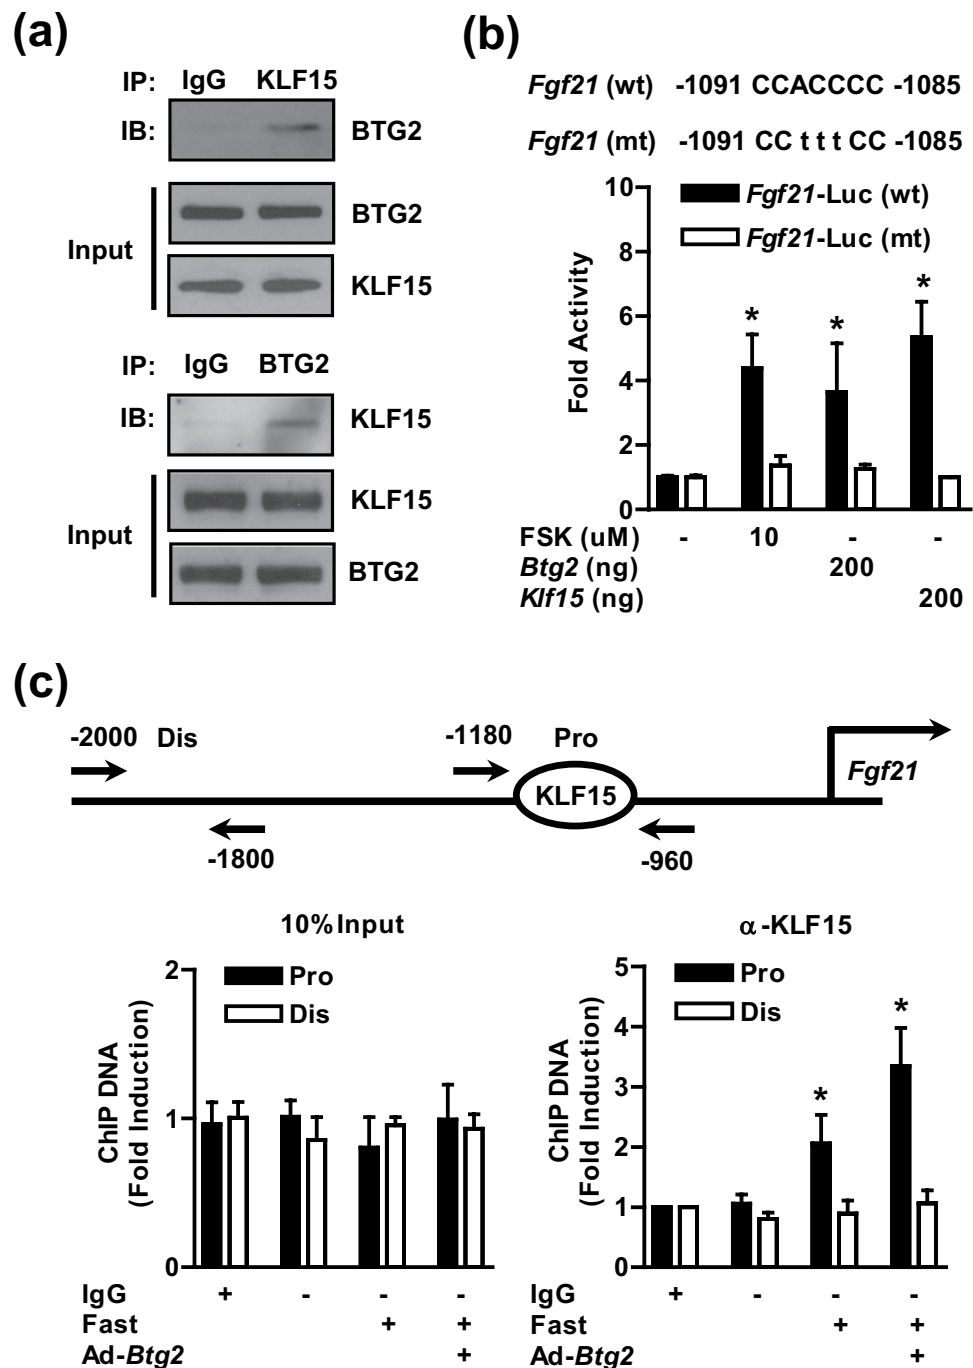 (a)
IP: IgG KLF15
IB: BTG2
Input BTG2
KLF15
IP: IgG BTG2
IB: KLF15
Input KLF15
BTG2
(b)
Fgf21 (wt) -1091 CCACCCC -1085
Fgf21 (mt) -1091 CC t t t CC -1085
Fgf21-Luc (wt)
Fgf21-Luc (mt)
Fold Activity
10
8
6
4
2
0
* * *
FSK (uM) - 10 - -
Btg2 (ng) 200
Klf15 (ng) 200
(c)
-2000 Dis -1180 Pro
KLF15 Fgf21
-1800 -960
10% Input
Pro
Dis
ChIP DNA
(Fold Induction)
2
1
0
IgG + - - -
Fast + +
Ad-Btg2 +
α-KLF15
Pro
Dis
ChIP DNA
(Fold Induction)
5
4
3
2
1
0
* *
IgG + - - -
Fast + +
Ad-Btg2 +